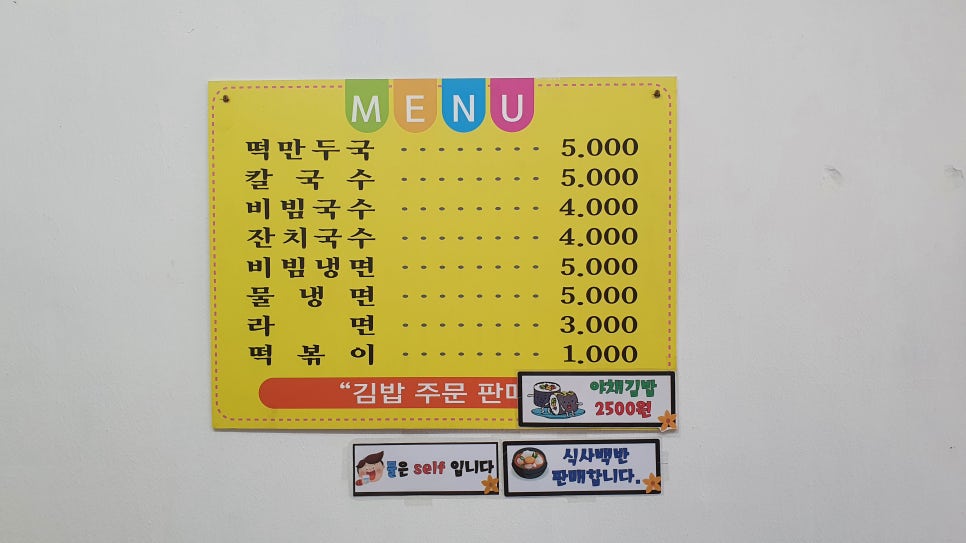 MENU
떡만두국 · · · · · · · · 5.000
칼국수 · · · · · · · · 5.000
비빔국수 · · · · · · · · 4.000
잔치국수 · · · · · · · · 4.000
비빔냉면 · · · · · · · · 5.000
물냉면 · · · · · · · · 5.000
라면 · · · · · · · · 3.000
떡볶이 · · · · · · · · 1.000
“김밥 주문
야채김밥
2500원
물은 self 입니다
식사백반
판매합니다.